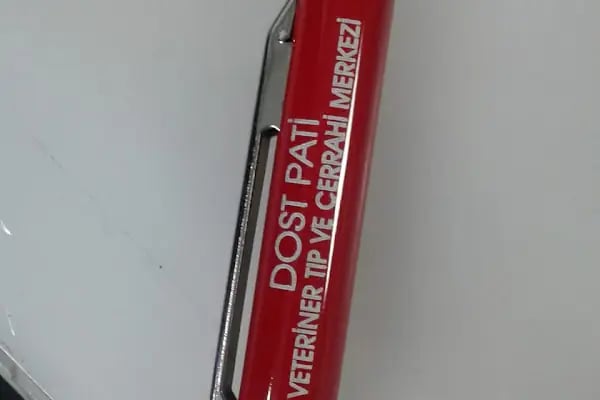 DOST PATİ
VETERİNER TIP VE CERRAHİ MERKEZİ